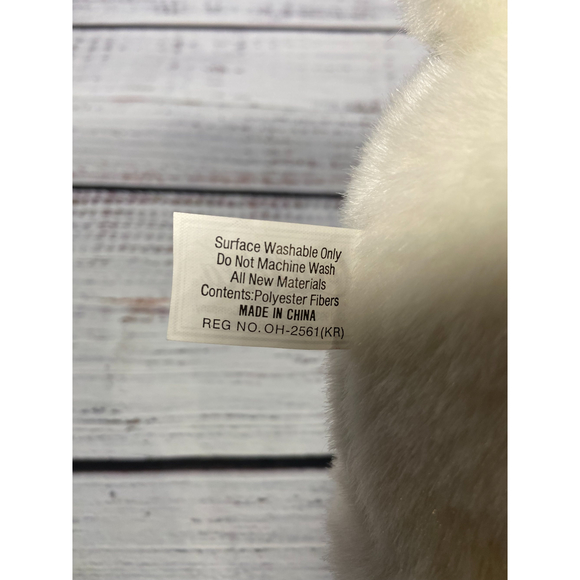 Surface Washable Only
Do Not Machine Wash
All New Materials
Contents:Polyester Fibers
MADE IN CHINA
REG NO. OH-2561(KR)